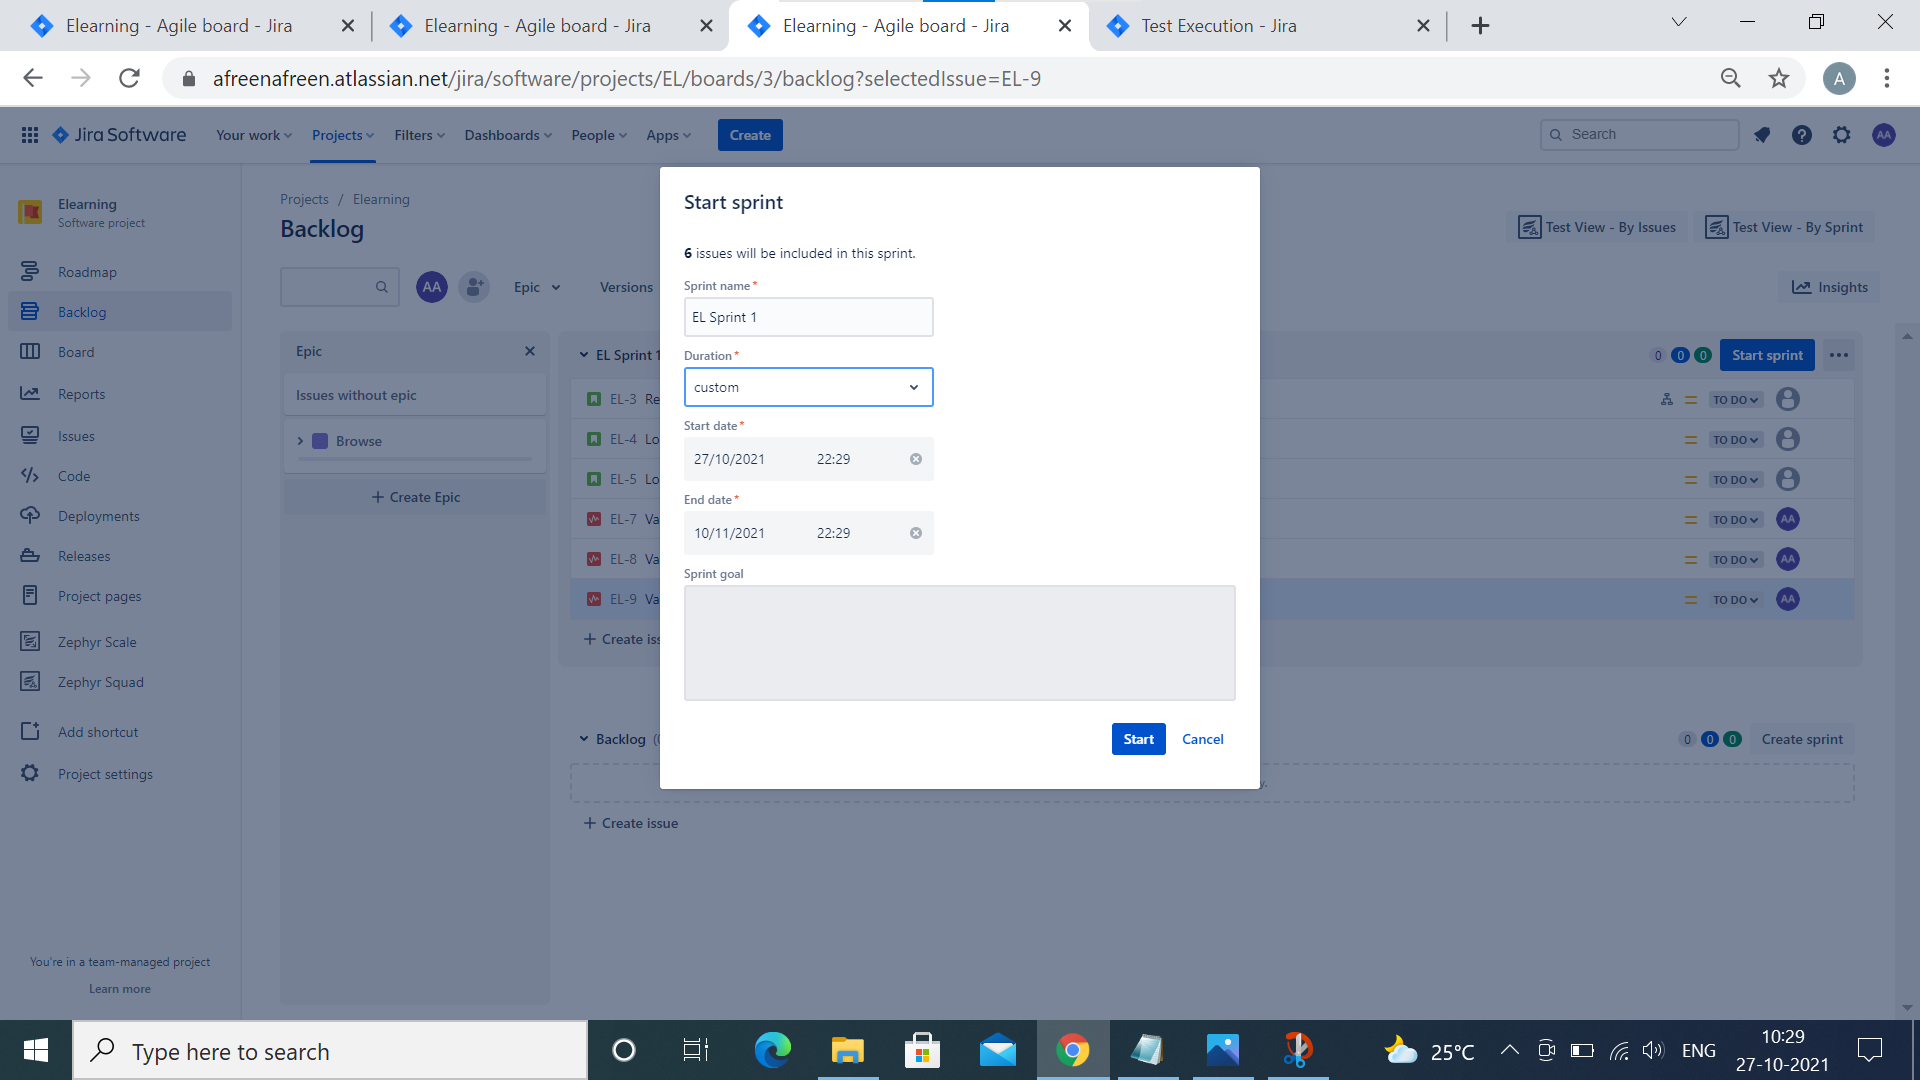 Elearning - Agile board - Jira
Elearning - Agile board - Jira
Elearning - Agile board - Jira
Test Execution - Jira
afreenafreen.atlassian.net/jira/software/projects/EL/boards/3/backlog?selectedIssue=EL-9
A
Jira Software
Your work
Projects
Filters
Dashboards
People
Apps
Create
Search
AA
Elearning
Software project
Roadmap
Backlog
Board
Reports
Issues
Code
Deployments
Releases
Project pages
Zephyr Scale
Zephyr Squad
Add shortcut
Project settings
You're in a team-managed project
Learn more
Projects / Elearning
Backlog
Test View - By Issues
Test View - By Sprint
AA
Epic
Versions
Insights
Epic
Issues without epic
Browse
+ Create Epic
EL Sprint 1
0 0 0
Start sprint
EL-3 Re
TO DO
EL-4 Lo
TO DO
EL-5 Lo
TO DO
EL-7 Va
TO DO
AA
EL-8 Va
TO DO
AA
EL-9 Va
TO DO
AA
+ Create iss
Backlog (
0 0 0
Create sprint
y.
+ Create issue
Start sprint
6 issues will be included in this sprint.
Sprint name*
EL Sprint 1
Duration*
custom
Start date*
27/10/2021 22:29
End date*
10/11/2021 22:29
Sprint goal
Start
Cancel
Type here to search
25°C
ENG
10:29
27-10-2021